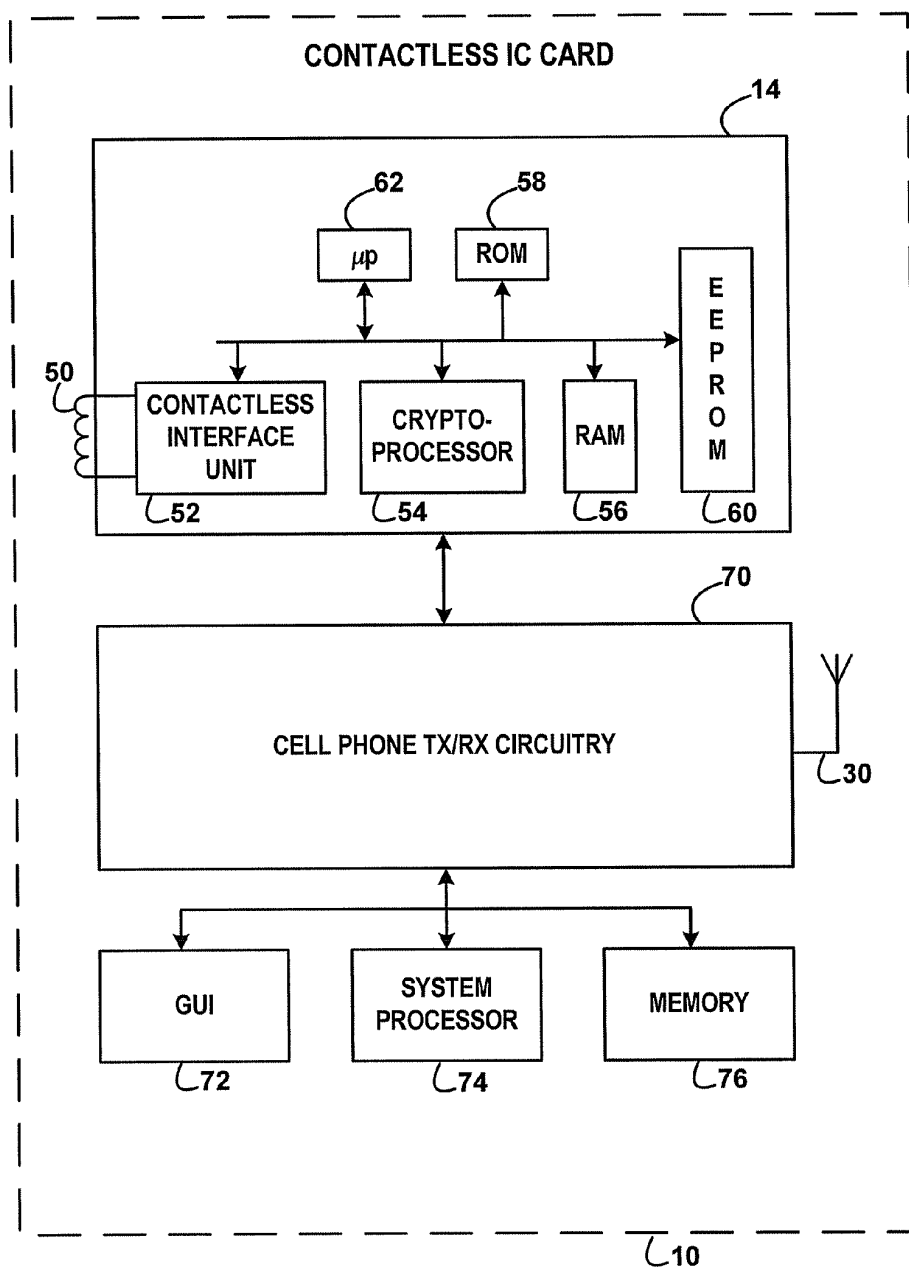 CONTACTLESS IC CARD
14
62
58
μp
ROM
E
E
P
R
O
M
50
CONTACTLESS
INTERFACE
UNIT
CRYPTO-
PROCESSOR
RAM
52
54
56
60
70
CELL PHONE TX/RX CIRCUITRY
30
GUI
SYSTEM
PROCESSOR
MEMORY
72
74
76
10